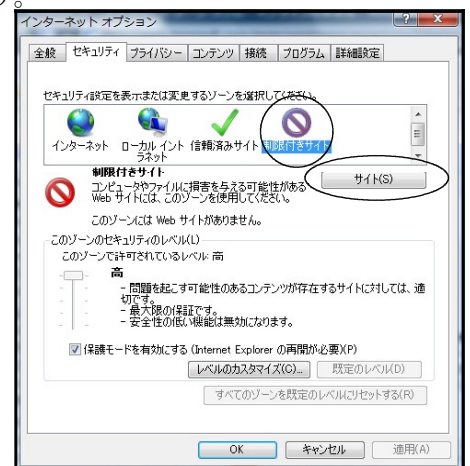 。
インターネット オプション
全般 セキュリティ プライバシー コンテンツ 接続 プログラム 詳細設定
セキュリティ設定を表示または変更するゾーンを選択してください。
インターネット ローカル イントラネット 信頼済みサイト 制限付きサイト
制限付きサイト
サイト(S)
コンピュータやファイルに損害を与える可能性がある
Web サイトには、このゾーンを使用してください。
このゾーンには Web サイトがありません。
このゾーンのセキュリティのレベル(L)
このゾーンで許可されているレベル: 高
高
- 問題を起こす可能性のあるコンテンツが存在するサイトに対しては、適
切です。
- 最大限の保証です。
- 安全性の低い機能は無効になります。
保護モードを有効にする (Internet Explorer の再開が必要)(P)
レベルのカスタマイズ(C)... 既定のレベル(D)
すべてのゾーンを既定のレベルにリセットする(R)
OK キャンセル 適用(A)